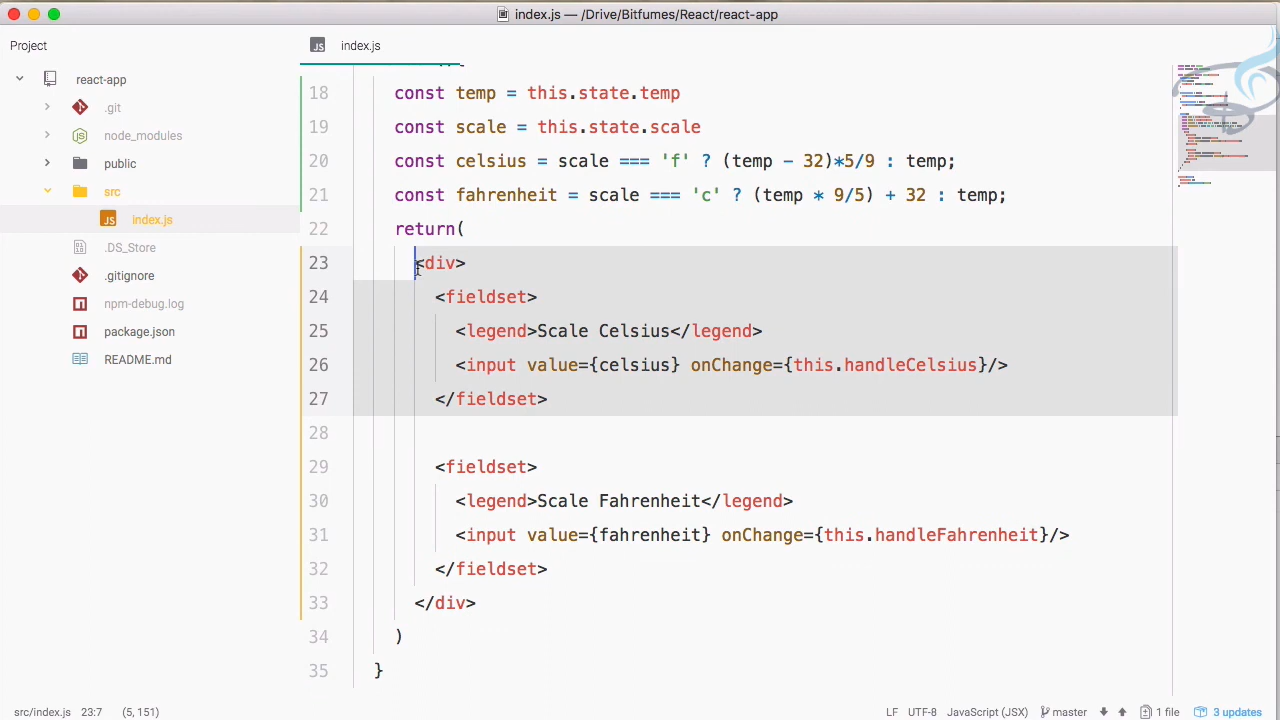 index.js — /Drive/Bitfumes/React/react-app
Project
index.js
react-app
.git
node_modules
public
src
index.js
.DS_Store
.gitignore
npm-debug.log
package.json
README.md
18 const temp = this.state.temp
19 const scale = this.state.scale
20 const celsius = scale === 'f' ? (temp - 32)*5/9 : temp;
21 const fahrenheit = scale === 'c' ? (temp * 9/5) + 32 : temp;
22 return(
23 <div>
24 <fieldset>
25 <legend>Scale Celsius</legend>
26 <input value={celsius} onChange={this.handleCelsius}/>
27 </fieldset>
28
29 <fieldset>
30 <legend>Scale Fahrenheit</legend>
31 <input value={fahrenheit} onChange={this.handleFahrenheit}/>
32 </fieldset>
33 </div>
34 )
35 }
src/index.js 23:7 (5, 151) LF UTF-8 JavaScript (JSX) master 1 file 3 updates